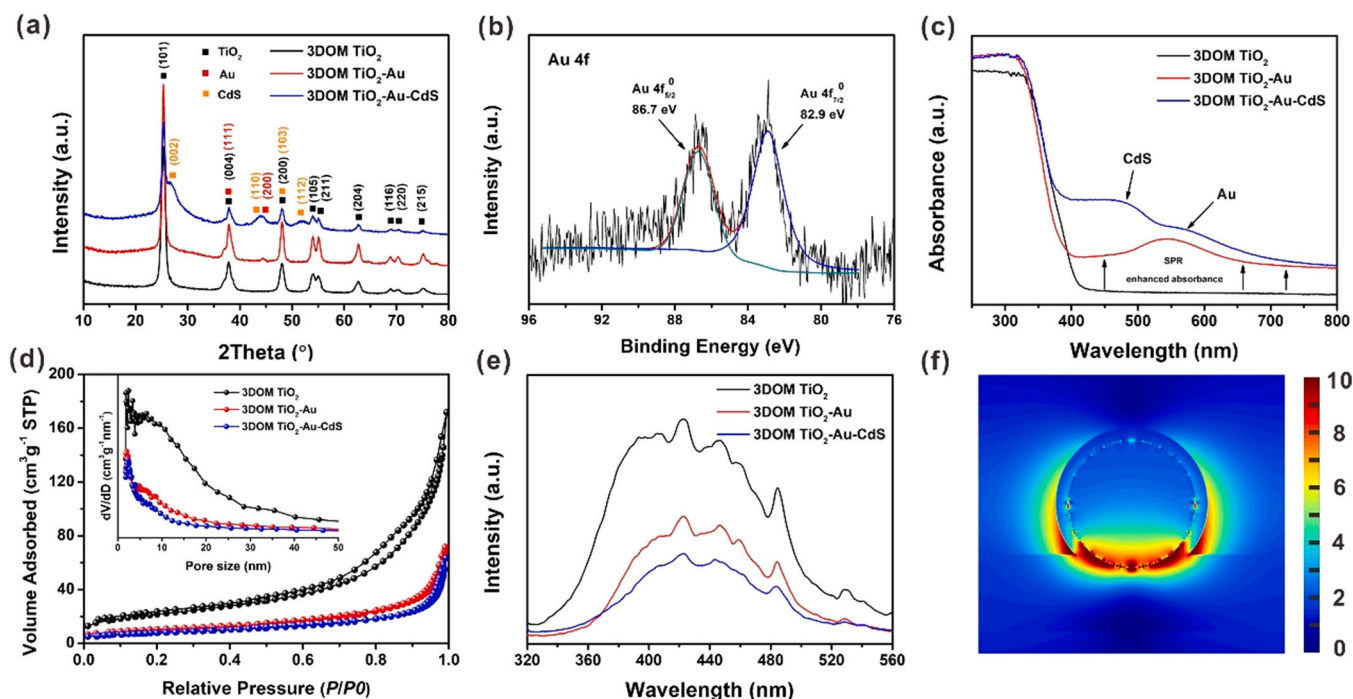 (a)
Intensity (a.u.)
2Theta (°)
10 20 30 40 50 60 70 80
TiO2
Au
CdS
3DOM TiO2
3DOM TiO2-Au
3DOM TiO2-Au-CdS
(101)
(002)
(004) (111)
(110)
(200)
(200) (103)
(112)
(105)
(211)
(204)
(116)
(220)
(215)
(b)
Au 4f
Au 4f5/2 0
86.7 eV
Au 4f7/2 0
82.9 eV
Intensity (a.u.)
96 92 88 84 80 76
Binding Energy (eV)
(c)
Absorbance (a.u.)
3DOM TiO2
3DOM TiO2-Au
3DOM TiO2-Au-CdS
CdS
Au
SPR
enhanced absorbance
300 400 500 600 700 800
Wavelength (nm)
(d)
Volume Adsorbed (cm3g-1 STP)
200
160
120
80
40
0
0.0 0.2 0.4 0.6 0.8 1.0
Relative Pressure (P/P0)
dV/dD (cm3g-1nm-1)
3DOM TiO2
3DOM TiO2-Au
3DOM TiO2-Au-CdS
0 10 20 30 40 50
Pore size (nm)
(e)
Intensity (a.u.)
3DOM TiO2
3DOM TiO2-Au
3DOM TiO2-Au-CdS
320 360 400 440 480 520 560
Wavelength (nm)
(f)
10
8
6
4
2
0